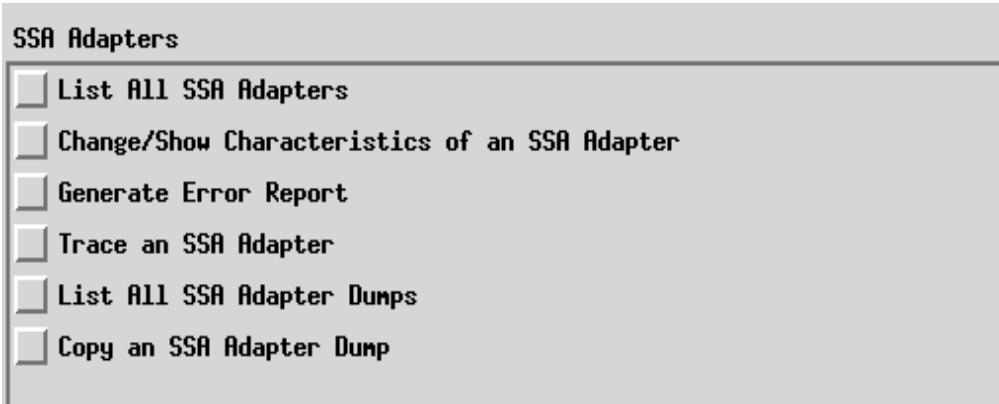 SSA Adapters
List All SSA Adapters
Change/Show Characteristics of an SSA Adapter
Generate Error Report
Trace an SSA Adapter
List All SSA Adapter Dumps
Copy an SSA Adapter Dump